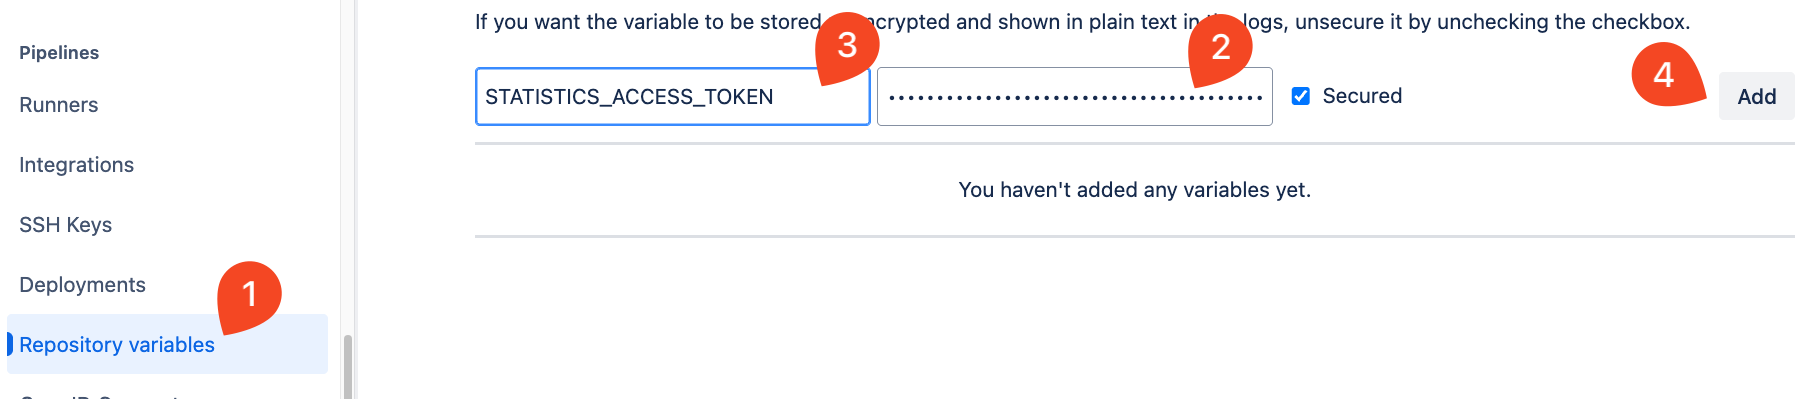 If you want the variable to be stored crypted and shown in plain text in logs, unsecure it by unchecking the checkbox.
3
2
4
Pipelines
STATISTICS_ACCESS_TOKEN
•••••••••••••••••••••••••••••••••••••••
Secured
Add
Runners
Integrations
You haven't added any variables yet.
SSH Keys
Deployments
1
Repository variables